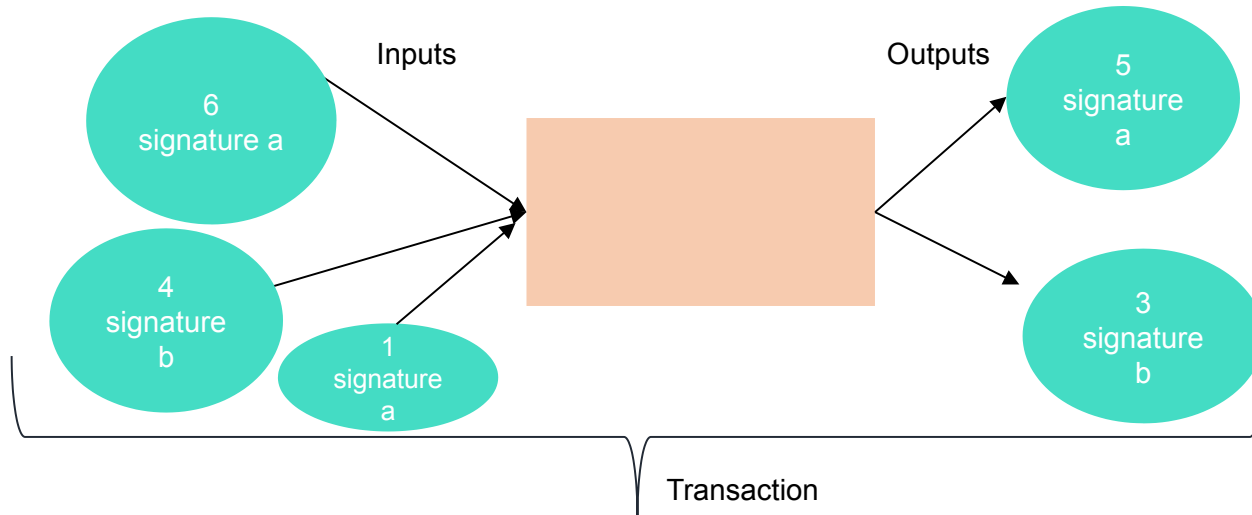 Inputs
Outputs
6
signature a
4
signature
b
1
signature
a
5
signature
a
3
signature
b
Transaction